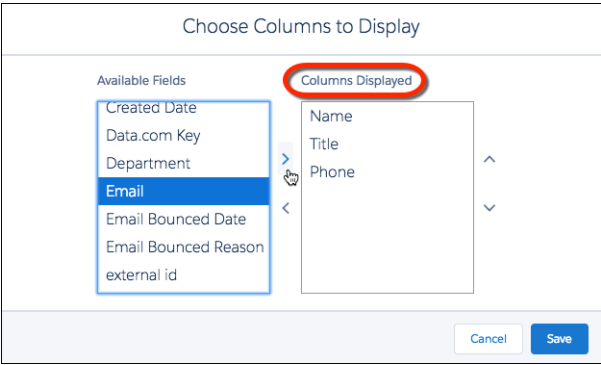 Choose Columns to Display
Available Fields
Created Date
Data.com Key
Department
Email
Email Bounced Date
Email Bounced Reason
external id
Columns Displayed
Name
Title
Phone
Cancel
Save